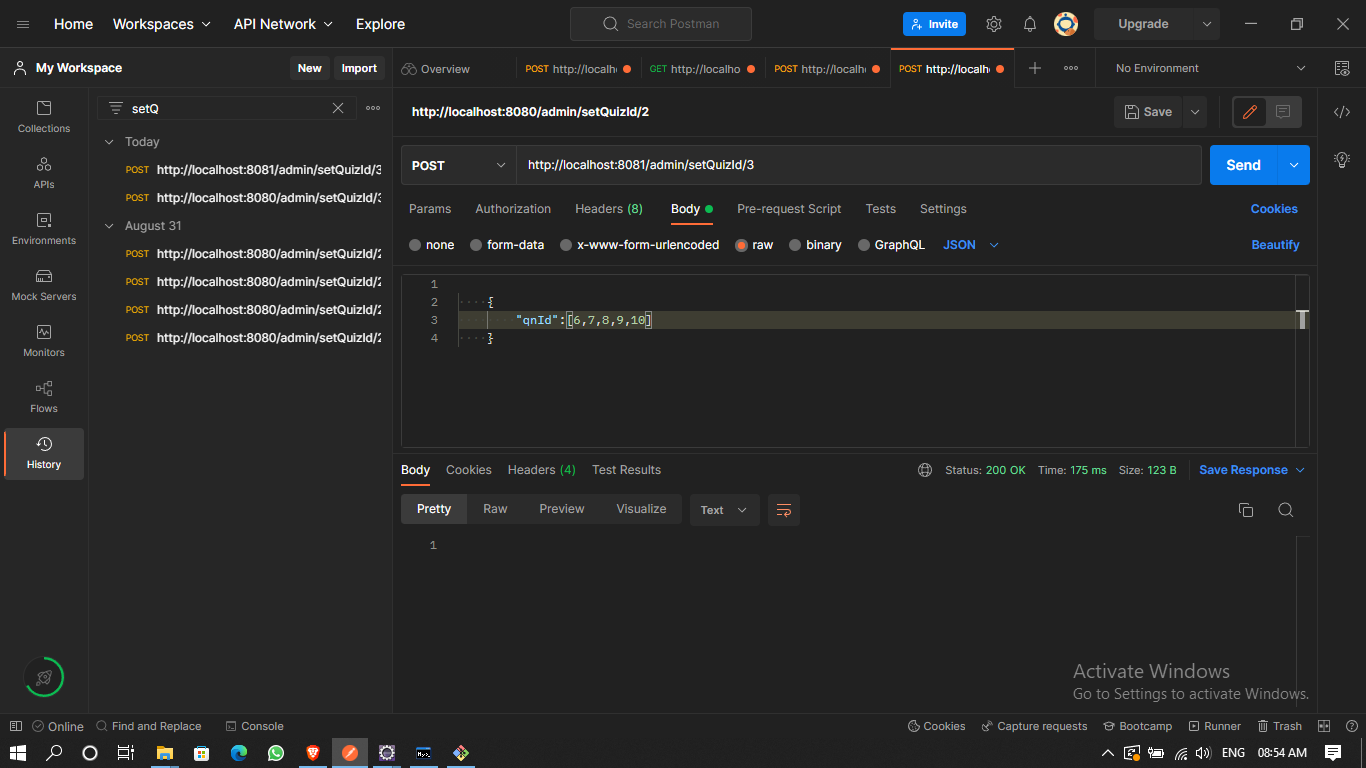 Home Workspaces API Network Explore Search Postman Invite Upgrade
My Workspace New Import Overview POST http://localh GET http://localho POST http://localh POST http://localh No Environment
setQ
http://localhost:8080/admin/setQuizId/2 Save
Collections
APIs
Environments
Mock Servers
Monitors
Flows
History
Today
POST http://localhost:8081/admin/setQuizId/3
POST http://localhost:8080/admin/setQuizId/3
August 31
POST http://localhost:8080/admin/setQuizId/2
POST http://localhost:8080/admin/setQuizId/2
POST http://localhost:8080/admin/setQuizId/2
POST http://localhost:8080/admin/setQuizId/2
POST http://localhost:8081/admin/setQuizId/3 Send
Params Authorization Headers (8) Body Pre-request Script Tests Settings Cookies
none form-data x-www-form-urlencoded raw binary GraphQL JSON Beautify
1
2 {
3 "qnId":[6,7,8,9,10]
4 }
Body Cookies Headers (4) Test Results Status: 200 OK Time: 175 ms Size: 123 B Save Response
Pretty Raw Preview Visualize Text
1
Activate Windows
Go to Settings to activate Windows.
Online Find and Replace Console Cookies Capture requests Bootcamp Runner Trash
ENG 08:54 AM